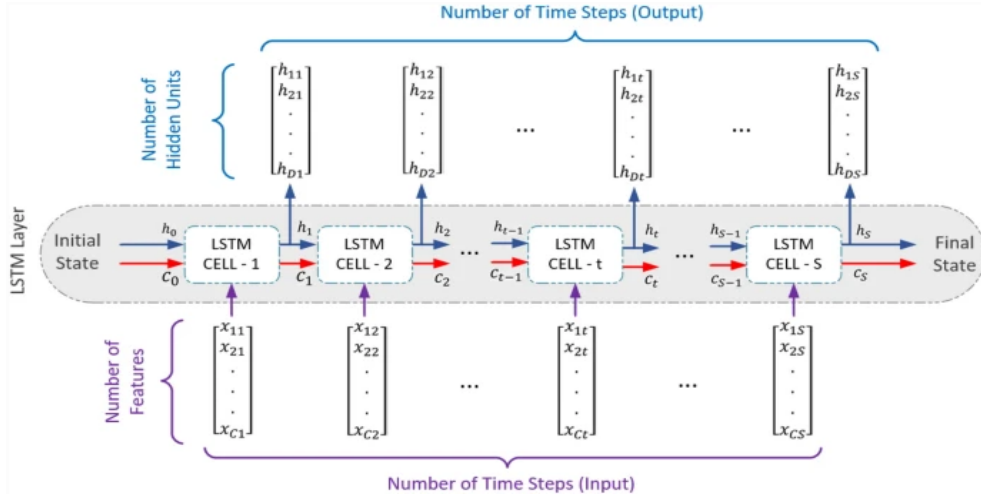 Number of Time Steps (Output)
Number of
Hidden Units
h11 h12 h1t h1S
h21 h22 h2t h2S
. . . .
. . ... . ... .
. . . .
hD1 hD2 hDt hDS
LSTM Layer
Initial
State
h0 LSTM h1 LSTM h2 ... ht−1 LSTM ht ... hS−1 LSTM hS
C0 CELL - 1 C1 CELL - 2 C2 Ct−1 CELL - t Ct CS−1 CELL - S CS
Final
State
Number of
Features
x11 x12 x1t x1S
x21 x22 x2t x2S
. . . .
. . ... . ... .
. . . .
xC1 xC2 xCt xCS
Number of Time Steps (Input)